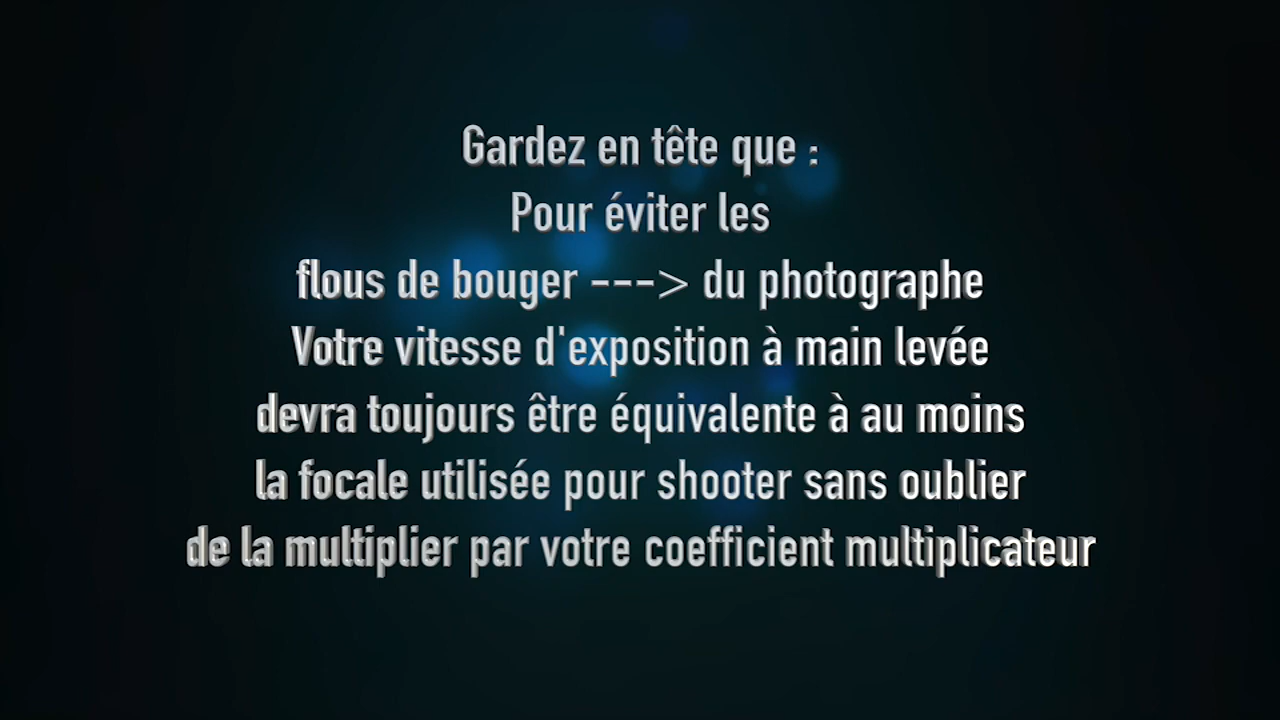 Gardez en tête que :
Pour éviter les
flous de bouger ---> du photographe
Votre vitesse d'exposition à main levée
devra toujours être équivalente à au moins
la focale utilisée pour shooter sans oublier
de la multiplier par votre coefficient multiplicateur